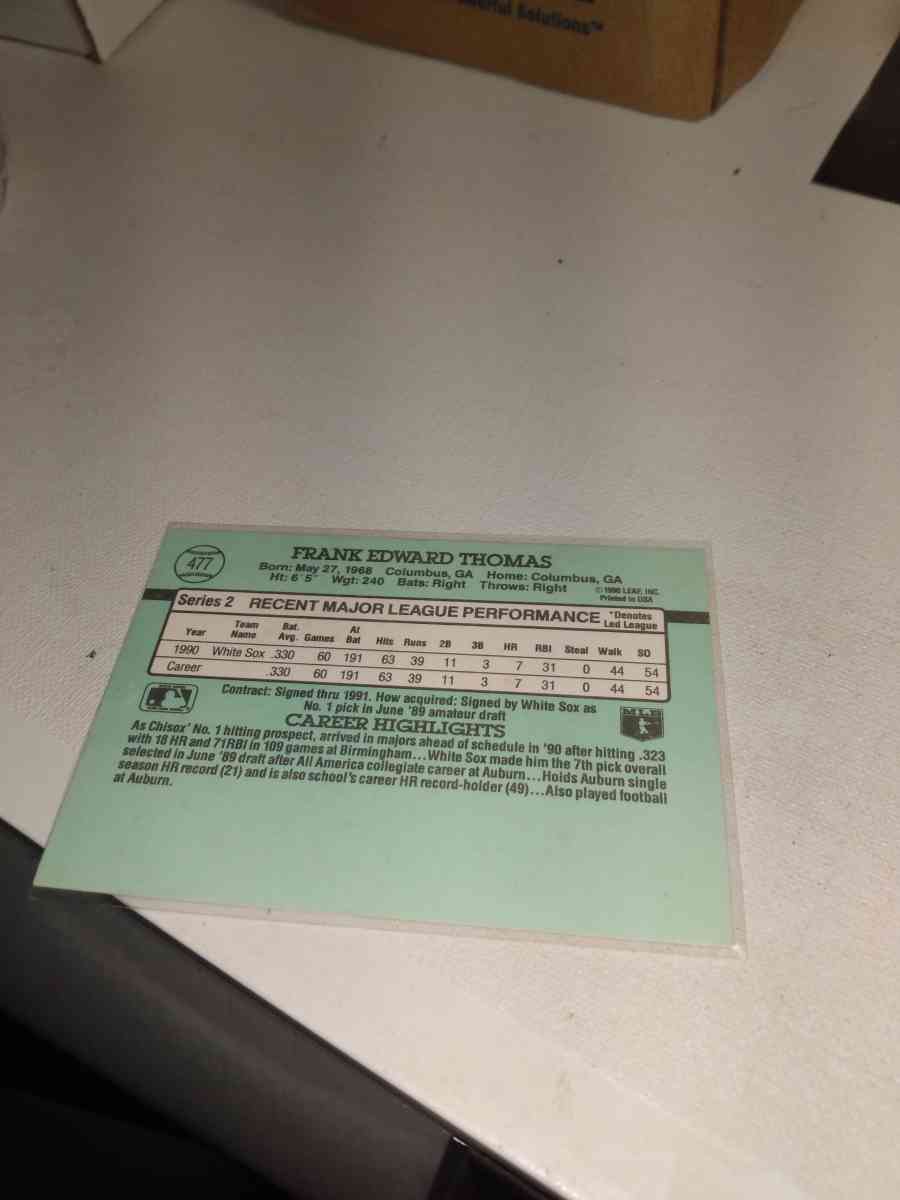 Powerful Solutions™
477
FRANK EDWARD THOMAS
Born: May 27, 1968 Columbus, GA Home: Columbus, GA
Ht: 6'5" Wgt: 240 Bats: Right Throws: Right
© 1990 LEAF, INC.
Printed in USA
Series 2 RECENT MAJOR LEAGUE PERFORMANCE *Denotes Led League
Year Team Name Bat. Avg. Games At Bat Hits Runs 2B 3B HR RBI Steal Walk SO
1990 White Sox .330 60 191 63 39 11 3 7 31 0 44 54
Career .330 60 191 63 39 11 3 7 31 0 44 54
Contract: Signed thru 1991. How acquired: Signed by White Sox as
No. 1 pick in June '89 amateur draft
MLB
CAREER HIGHLIGHTS
As Chisox' No. 1 hitting prospect, arrived in majors ahead of schedule in '90 after hitting .323
with 18 HR and 71RBI in 109 games at Birmingham...White Sox made him the 7th pick overall
selected in June '89 draft after All America collegiate career at Auburn...Holds Auburn single
season HR record (21) and is also school's career HR record-holder (49)...Also played football
at Auburn.